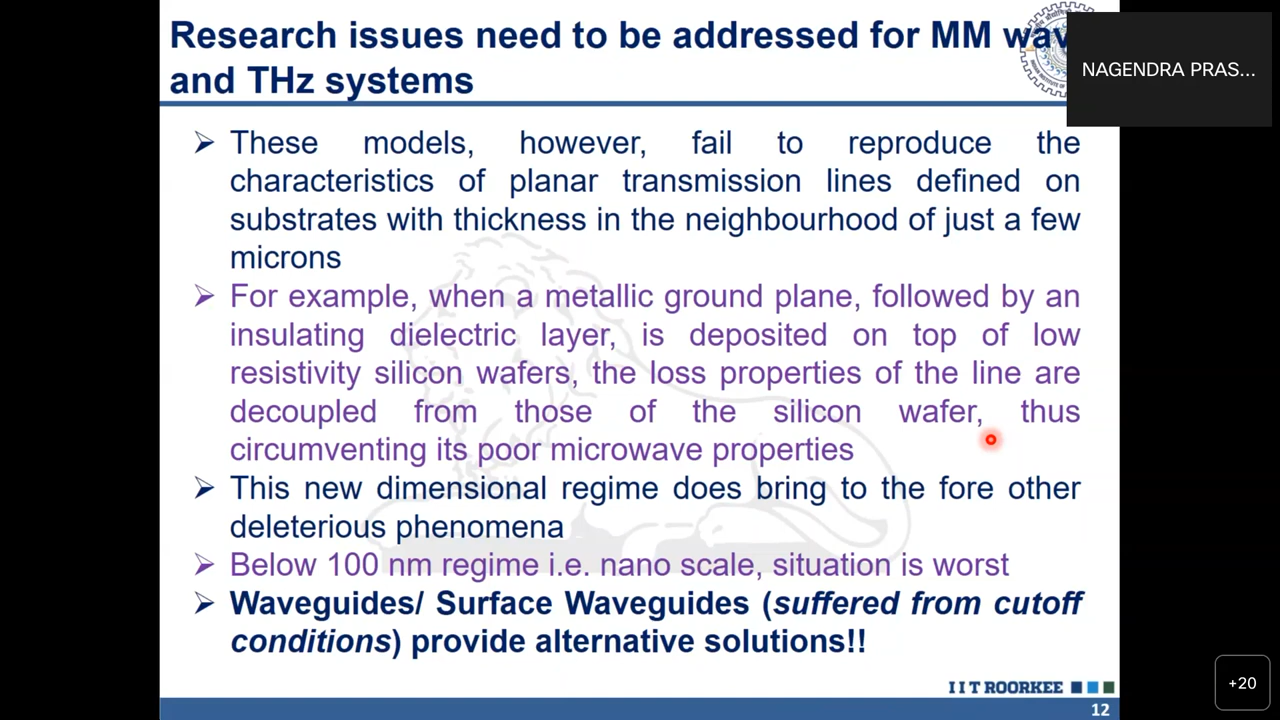 Research issues need to be addressed for MM wav
and THz systems
NAGENDRA PRAS...
➢ These models, however, fail to reproduce the
characteristics of planar transmission lines defined on
substrates with thickness in the neighbourhood of just a few
microns
➢ For example, when a metallic ground plane, followed by an
insulating dielectric layer, is deposited on top of low
resistivity silicon wafers, the loss properties of the line are
decoupled from those of the silicon wafer, thus
circumventing its poor microwave properties
➢ This new dimensional regime does bring to the fore other
deleterious phenomena
➢ Below 100 nm regime i.e. nano scale, situation is worst
➢ Waveguides/ Surface Waveguides (suffered from cutoff
conditions) provide alternative solutions!!
I I T ROORKEE
12
+20